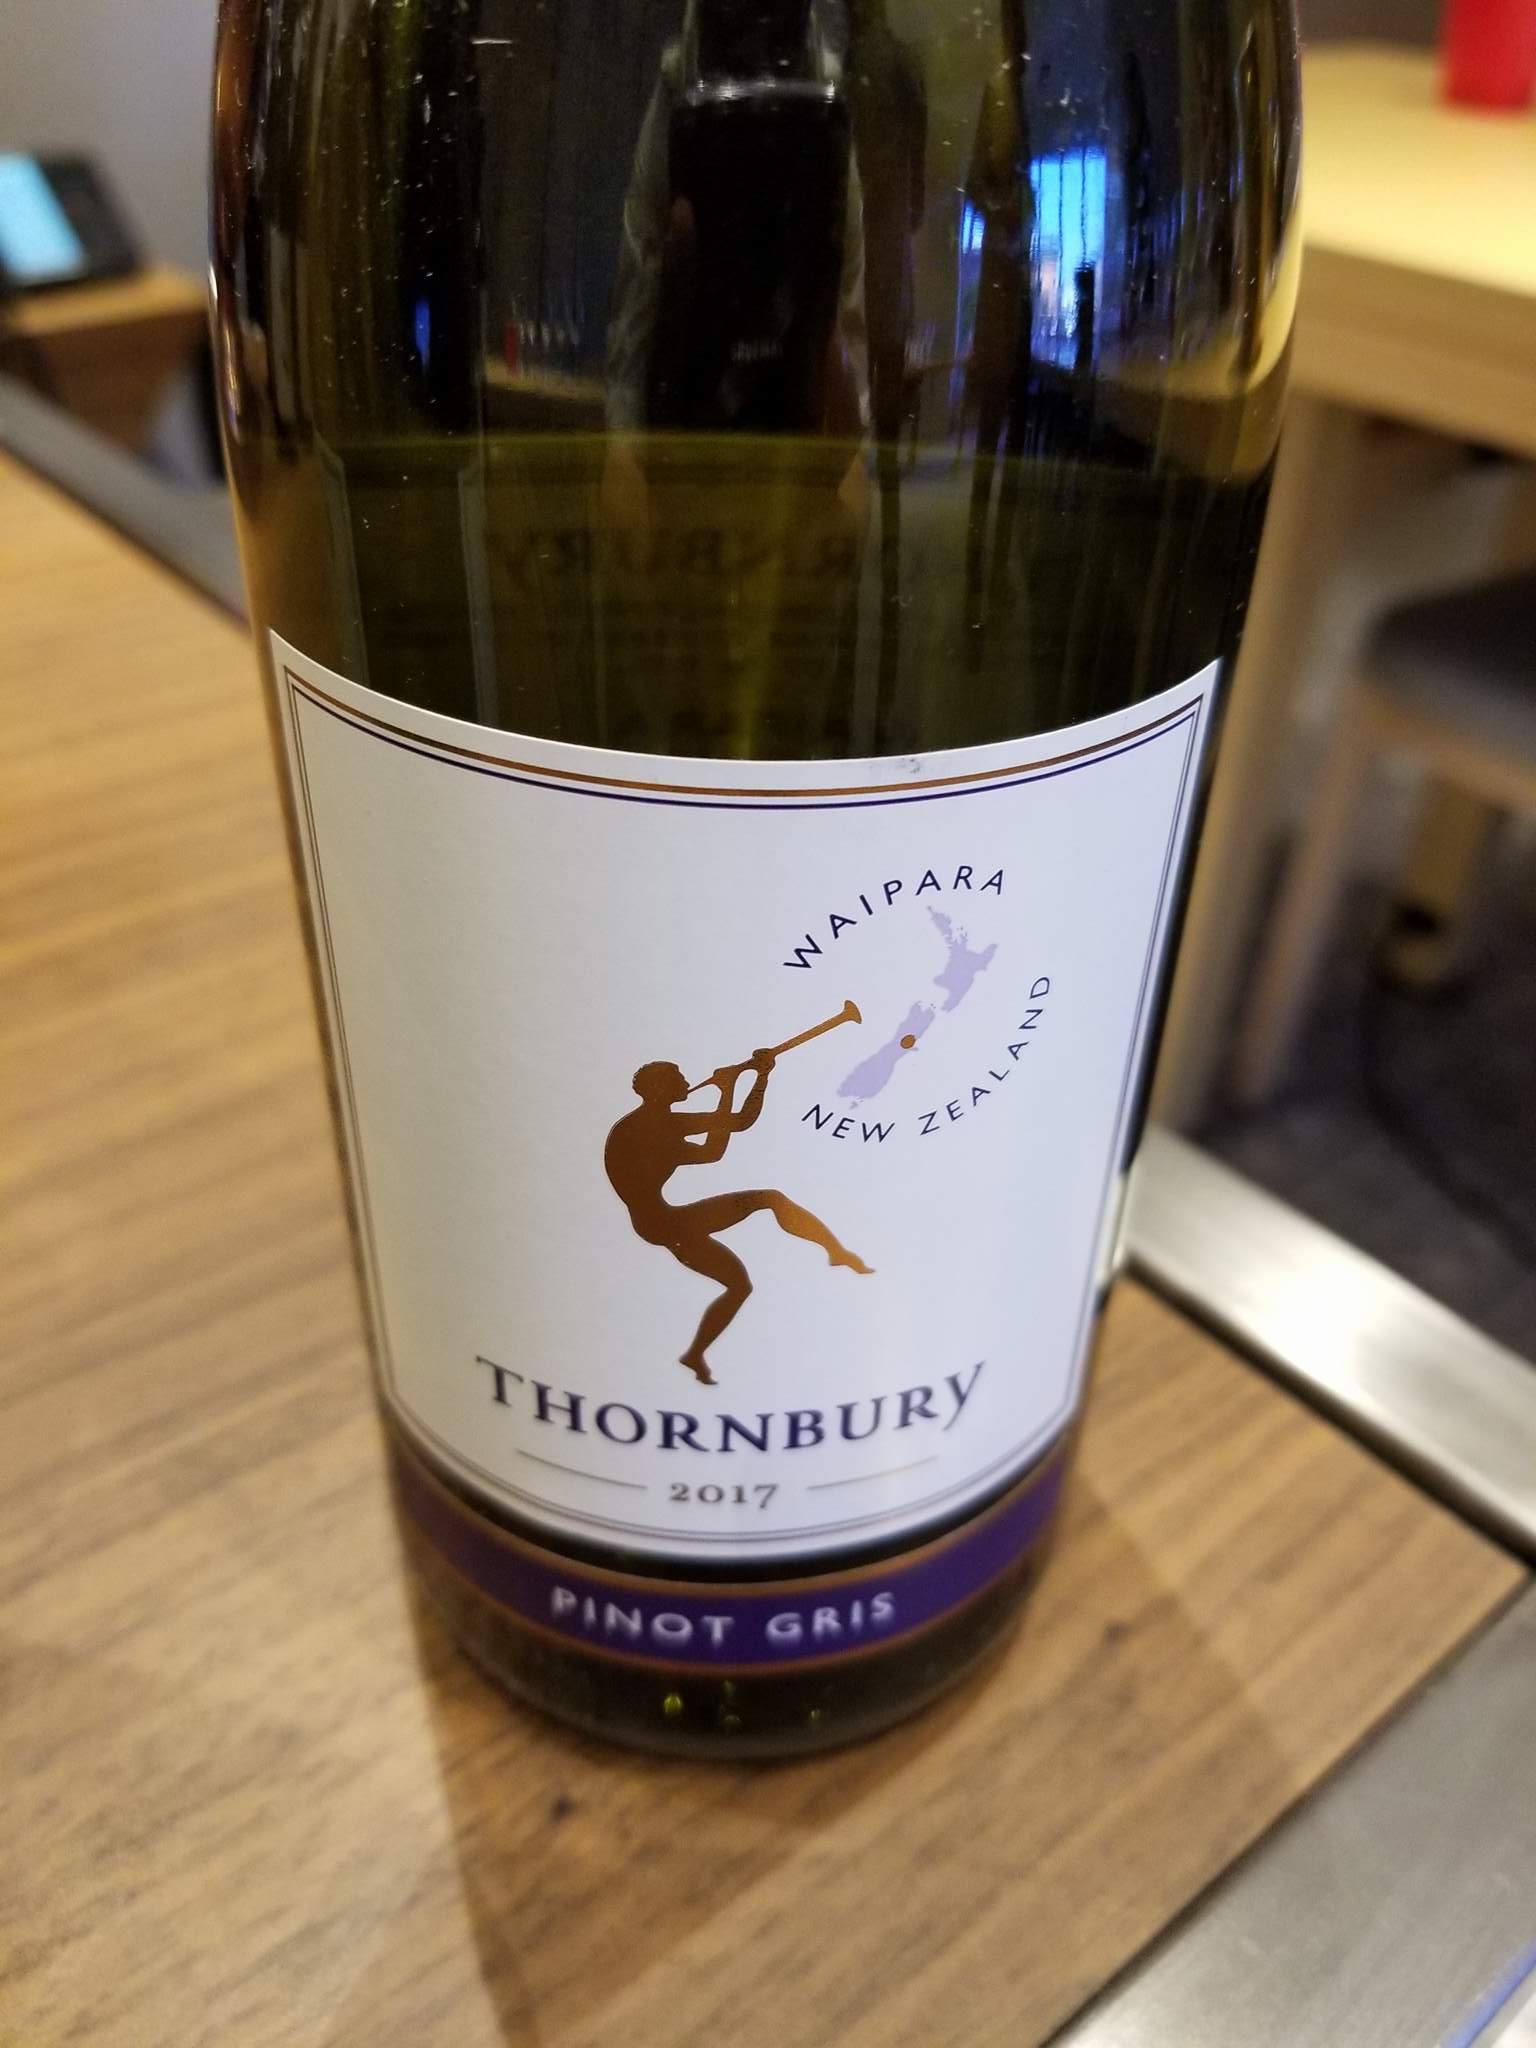 WAIPARA
NEW ZEALAND
THORNBURY
2017
PINOT GRIS